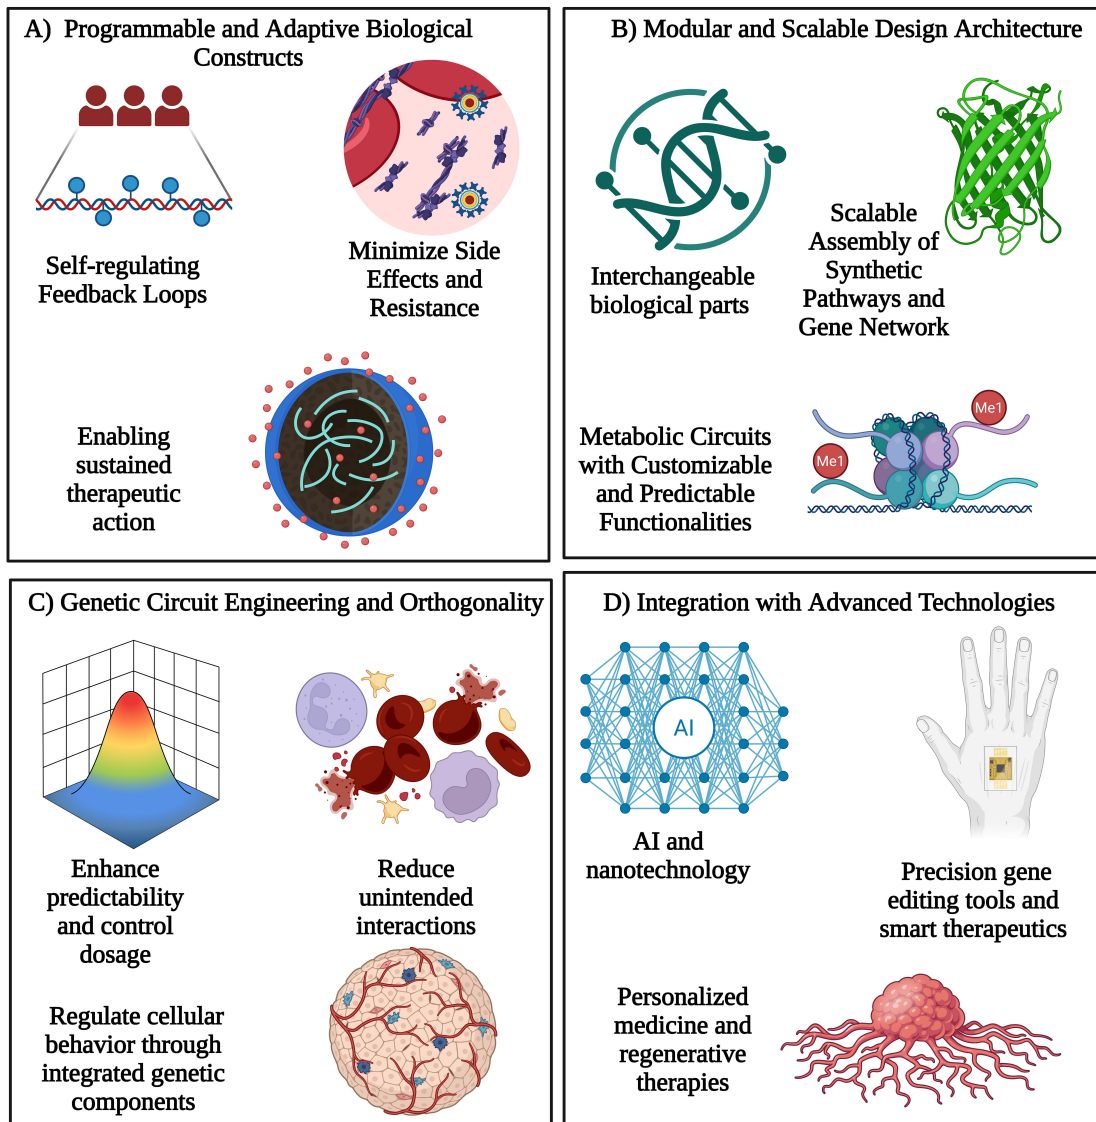 A) Programmable and Adaptive Biological
Constructs
Self-regulating
Feedback Loops
Minimize Side
Effects and
Resistance
Enabling
sustained
therapeutic
action
B) Modular and Scalable Design Architecture
Interchangeable
biological parts
Scalable
Assembly of
Synthetic
Pathways and
Gene Network
Metabolic Circuits
with Customizable
and Predictable
Functionalities
Me1
Me1
C) Genetic Circuit Engineering and Orthogonality
Enhance
predictability
and control
dosage
Reduce
unintended
interactions
Regulate cellular
behavior through
integrated genetic
components
D) Integration with Advanced Technologies
AI
AI and
nanotechnology
Precision gene
editing tools and
smart therapeutics
Personalized
medicine and
regenerative
therapies